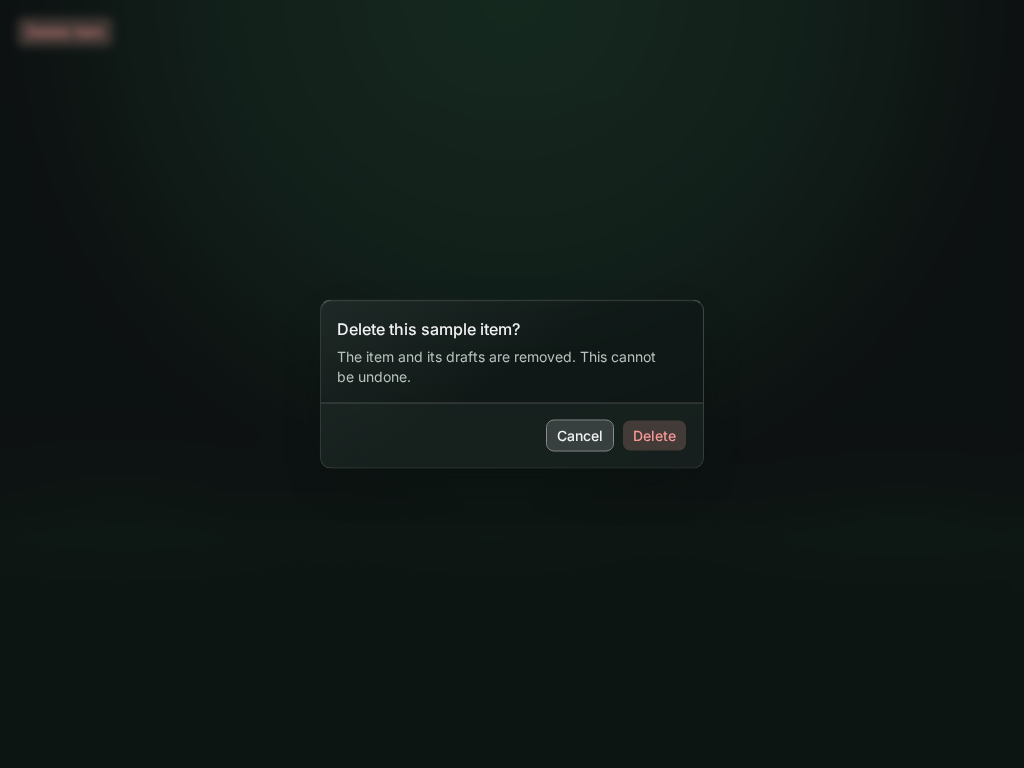 Delete this sample item?
The item and its drafts are removed. This cannot
be undone.
Cancel Delete